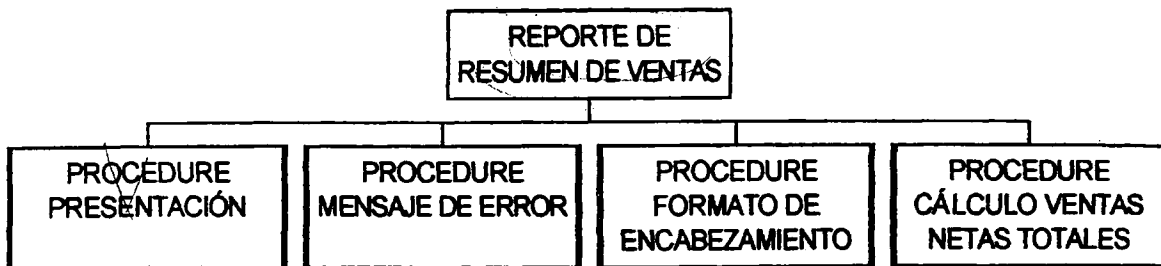 REPORTE DE
RESUMEN DE VENTAS
PROCEDURE
PRESENTACIÓN
PROCEDURE
MENSAJE DE ERROR
PROCEDURE
FORMATO DE
ENCABEZAMIENTO
PROCEDURE
CÁLCULO VENTAS
NETAS TOTALES